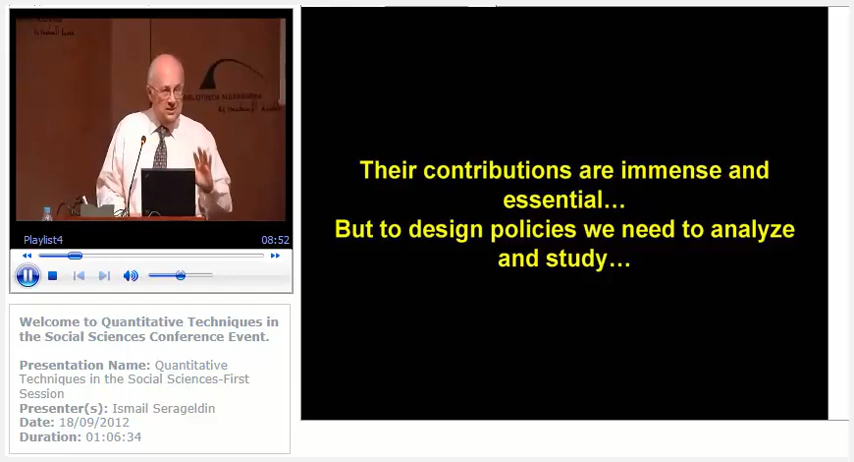 BIBLIOTHECA ALEXANDRINA
Playlist4
08:52
Welcome to Quantitative Techniques in
the Social Sciences Conference Event.
Presentation Name: Quantitative
Techniques in the Social Sciences-First
Session
Presenter(s): Ismail Serageldin
Date: 18/09/2012
Duration: 01:06:34
Their contributions are immense and
essential...
But to design policies we need to analyze
and study...